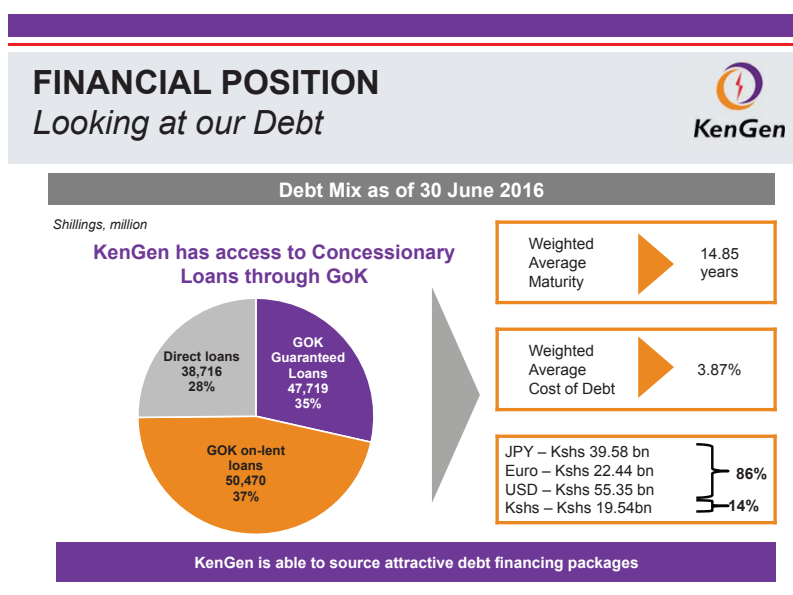 FINANCIAL POSITION
Looking at our Debt
KenGen
Debt Mix as of 30 June 2016
Shillings, million
KenGen has access to Concessionary
Loans through GoK
Direct loans
38,716
28%
GOK
Guaranteed
Loans
47,719
35%
GOK on-lent
loans
50,470
37%
Weighted
Average
Maturity
14.85
years
Weighted
Average
Cost of Debt
3.87%
JPY – Kshs 39.58 bn
Euro – Kshs 22.44 bn
USD – Kshs 55.35 bn
Kshs – Kshs 19.54bn
86%
14%
KenGen is able to source attractive debt financing packages